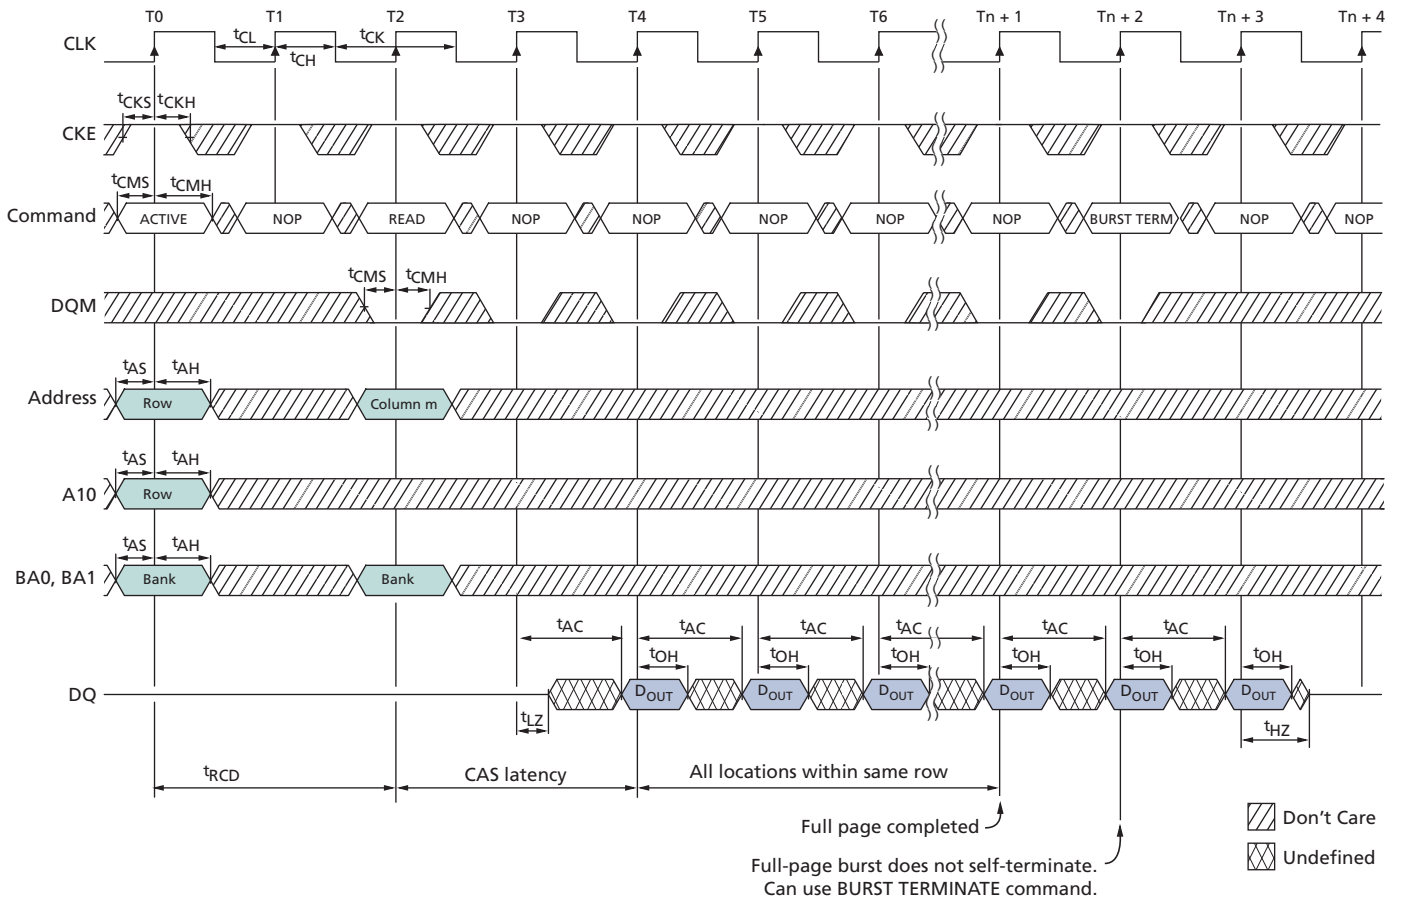 T0 T1 T2 T3 T4 T5 T6 Tn + 1 Tn + 2 Tn + 3 Tn + 4
CLK tCL tCH tCK
tCKS tCKH
CKE
tCMS tCMH
Command ACTIVE NOP READ NOP NOP NOP NOP NOP BURST TERM NOP NOP
tCMS tCMH
DQM
tAS tAH
Address Row Column m
tAS tAH
A10 Row
tAS tAH
BA0, BA1 Bank Bank
tAC tAC tAC tAC tAC tAC
tOH tOH tOH tOH tOH tOH
DQ DOUT DOUT DOUT DOUT DOUT DOUT
tLZ tHZ
tRCD CAS latency All locations within same row
Full page completed
Full-page burst does not self-terminate.
Can use BURST TERMINATE command.
Don't Care
Undefined